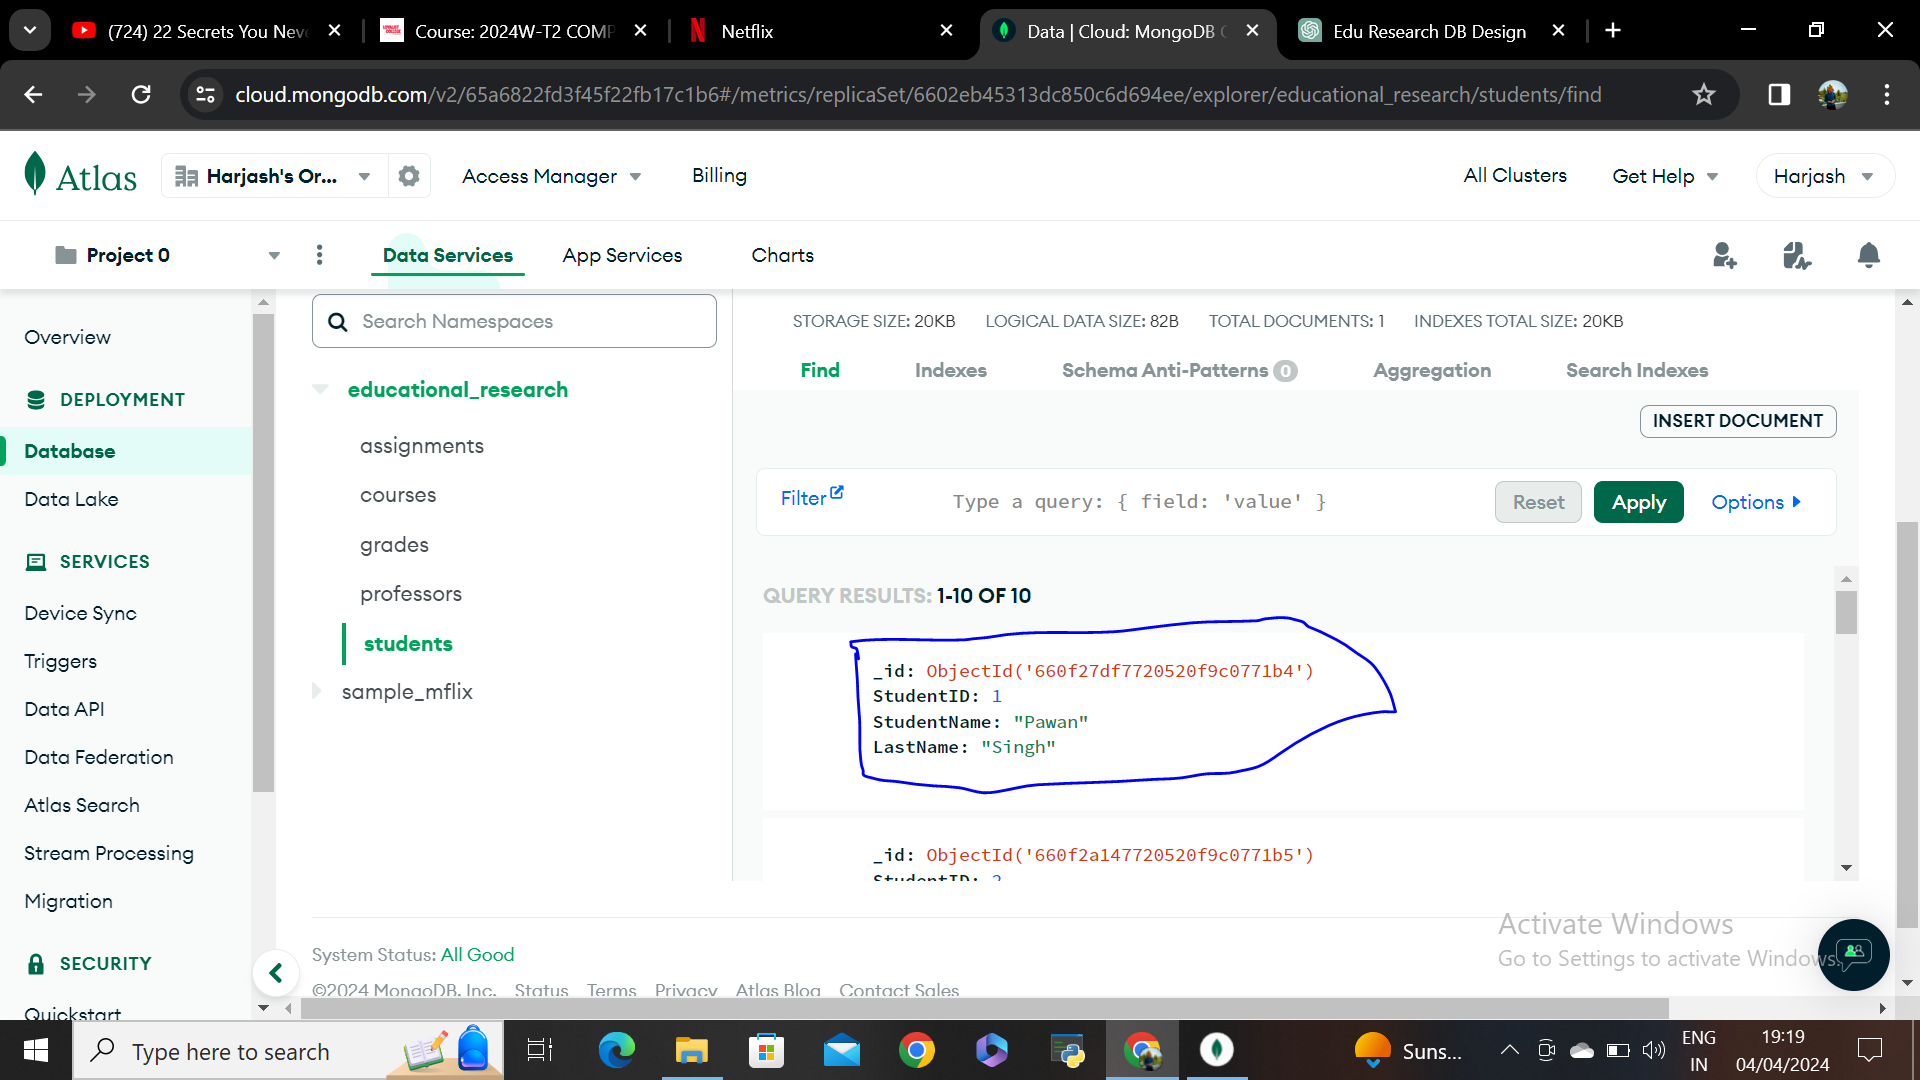 (724) 22 Secrets You Neve
Course: 2024W-T2 COMP
Netflix
Data | Cloud: MongoDB C
Edu Research DB Design
cloud.mongodb.com/v2/65a6822fd3f45f22fb17c1b6#/metrics/replicaSet/6602eb45313dc850c6d694ee/explorer/educational_research/students/find
Atlas
Harjash's Or...
Access Manager
Billing
All Clusters
Get Help
Harjash
Project 0
Data Services
App Services
Charts
Overview
DEPLOYMENT
Database
Data Lake
SERVICES
Device Sync
Triggers
Data API
Data Federation
Atlas Search
Stream Processing
Migration
SECURITY
Quickstart
Search Namespaces
educational_research
assignments
courses
grades
professors
students
sample_mflix
STORAGE SIZE: 20KB LOGICAL DATA SIZE: 82B TOTAL DOCUMENTS: 1 INDEXES TOTAL SIZE: 20KB
Find
Indexes
Schema Anti-Patterns 0
Aggregation
Search Indexes
INSERT DOCUMENT
Filter
Type a query: { field: 'value' }
Reset
Apply
Options
QUERY RESULTS: 1-10 OF 10
_id: ObjectId('660f27df7720520f9c0771b4')
StudentID: 1
StudentName: "Pawan"
LastName: "Singh"
_id: ObjectId('660f2a147720520f9c0771b5')
StudentID: 2
System Status: All Good
©2024 MongoDB, Inc. Status Terms Privacy Atlas Blog Contact Sales
Activate Windows
Go to Settings to activate Windows.
Type here to search
Suns...
ENG
IN
19:19
04/04/2024